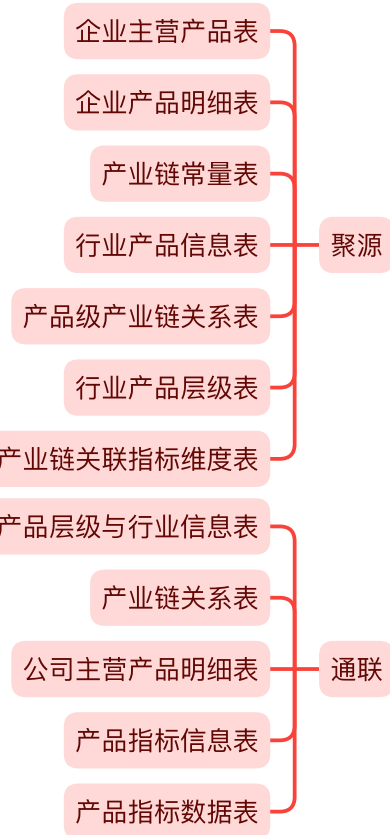 企业主营产品表
企业产品明细表
产业链常量表
行业产品信息表
聚源
产品级产业链关系表
行业产品层级表
产业链关联指标维度表
产品层级与行业信息表
产业链关系表
公司主营产品明细表
通联
产品指标信息表
产品指标数据表